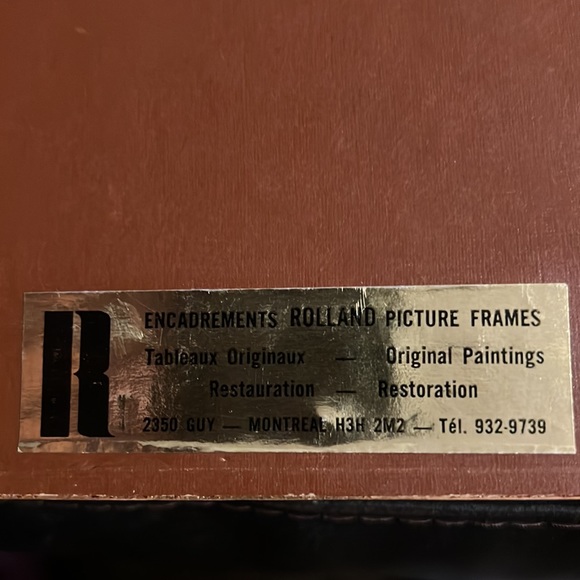 R
ENCADREMENTS ROLLAND PICTURE FRAMES
Tableaux Originaux — Original Paintings
Restauration — Restoration
2350 GUY — MONTREAL H3H 2M2 — Tél. 932-9739